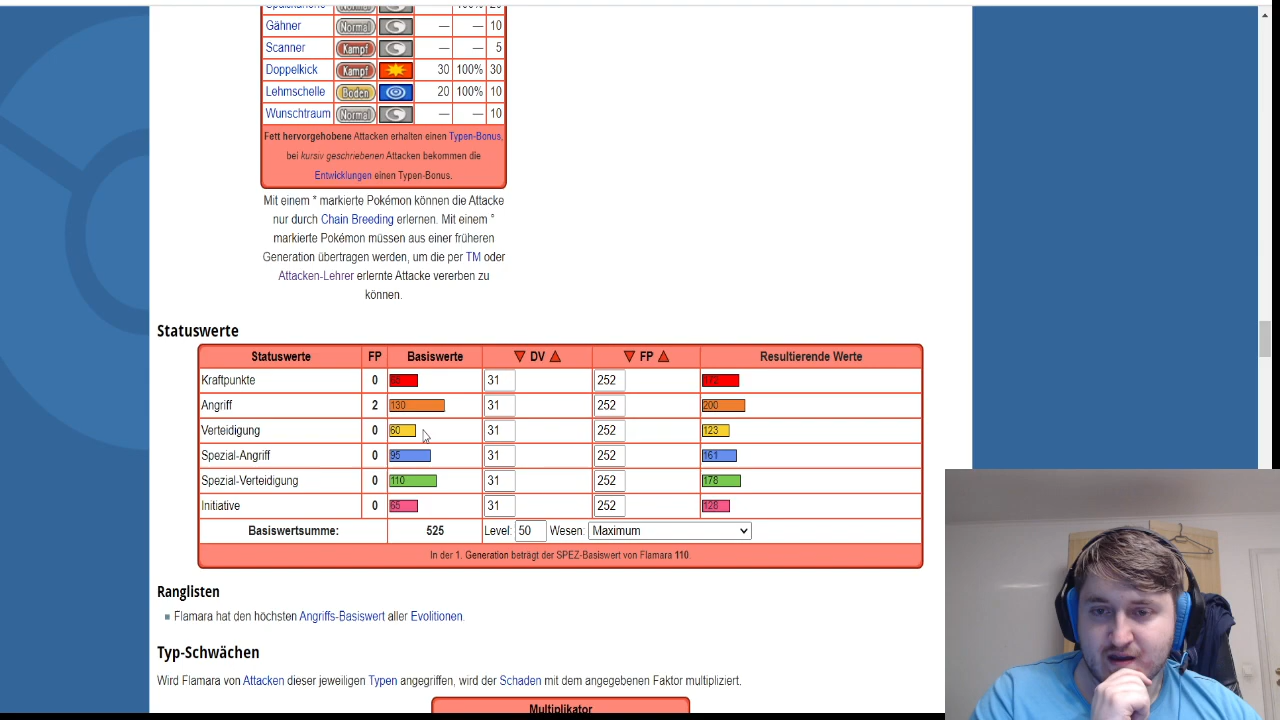 Gähner Normal — — 10
Scanner Kampf — — 5
Doppelkick Kampf 30 100% 30
Lehmschelle Boden 20 100% 10
Wunschtraum Normal — — 10
Fett hervorgehobene Attacken erhalten einen Typen-Bonus,
bei kursiv geschriebenen Attacken bekommen die
Entwicklungen einen Typen-Bonus.
Mit einem * markierte Pokémon können die Attacke
nur durch Chain Breeding erlernen. Mit einem °
markierte Pokémon müssen aus einer früheren
Generation übertragen werden, um die per TM oder
Attacken-Lehrer erlernte Attacke vererben zu
können.
Statuswerte
Statuswerte FP Basiswerte ▼ DV ▲ ▼ FP ▲ Resultierende Werte
Kraftpunkte 0 65 31 252 172
Angriff 2 130 31 252 200
Verteidigung 0 60 31 252 123
Spezial-Angriff 0 95 31 252 161
Spezial-Verteidigung 0 110 31 252 178
Initiative 0 65 31 252 128
Basiswertsumme: 525 Level: 50 Wesen: Maximum
In der 1. Generation beträgt der SPEZ-Basiswert von Flamara 110.
Ranglisten
Flamara hat den höchsten Angriffs-Basiswert aller Evolitionen.
Typ-Schwächen
Wird Flamara von Attacken dieser jeweiligen Typen angegriffen, wird der Schaden mit dem angegebenen Faktor multipliziert.
Multiplikator